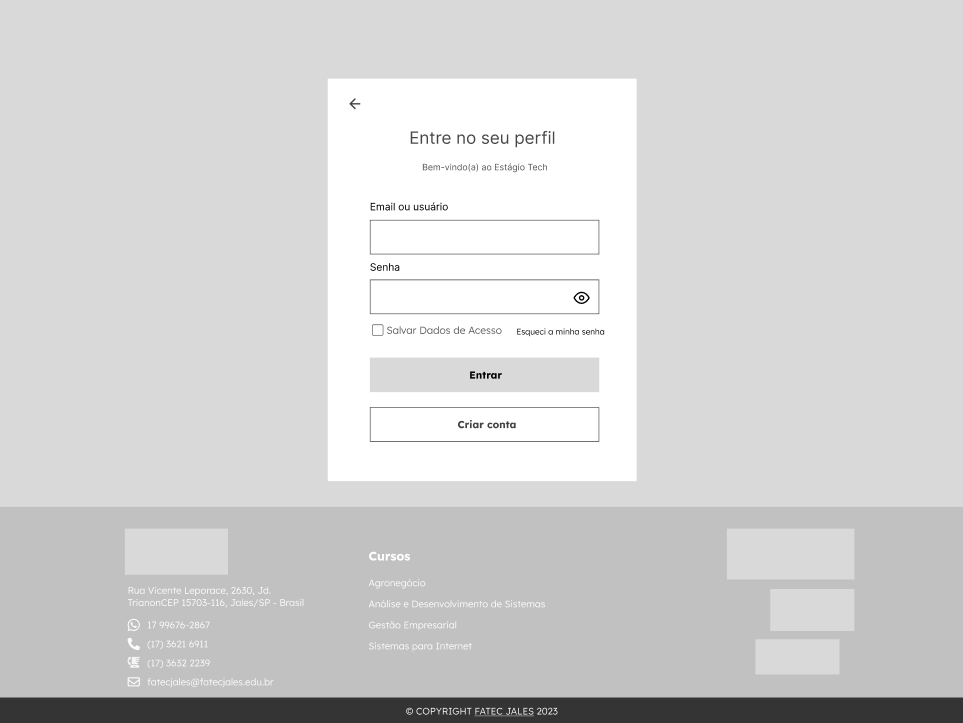 Entre no seu perfil
Bem-vindo(a) ao Estágio Tech
Email ou usuário
Senha
Salvar Dados de Acesso
Esqueci a minha senha
Entrar
Criar conta
Rua Vicente Leporace, 2630, Jd.
TrianonCEP 15703-116, Jales/SP - Brasil
17 99676-2867
(17) 3621 6911
(17) 3632 2239
fatecjales@fatecjales.edu.br
Cursos
Agronegócio
Análise e Desenvolvimento de Sistemas
Gestão Empresarial
Sistemas para Internet
© COPYRIGHT FATEC JALES 2023